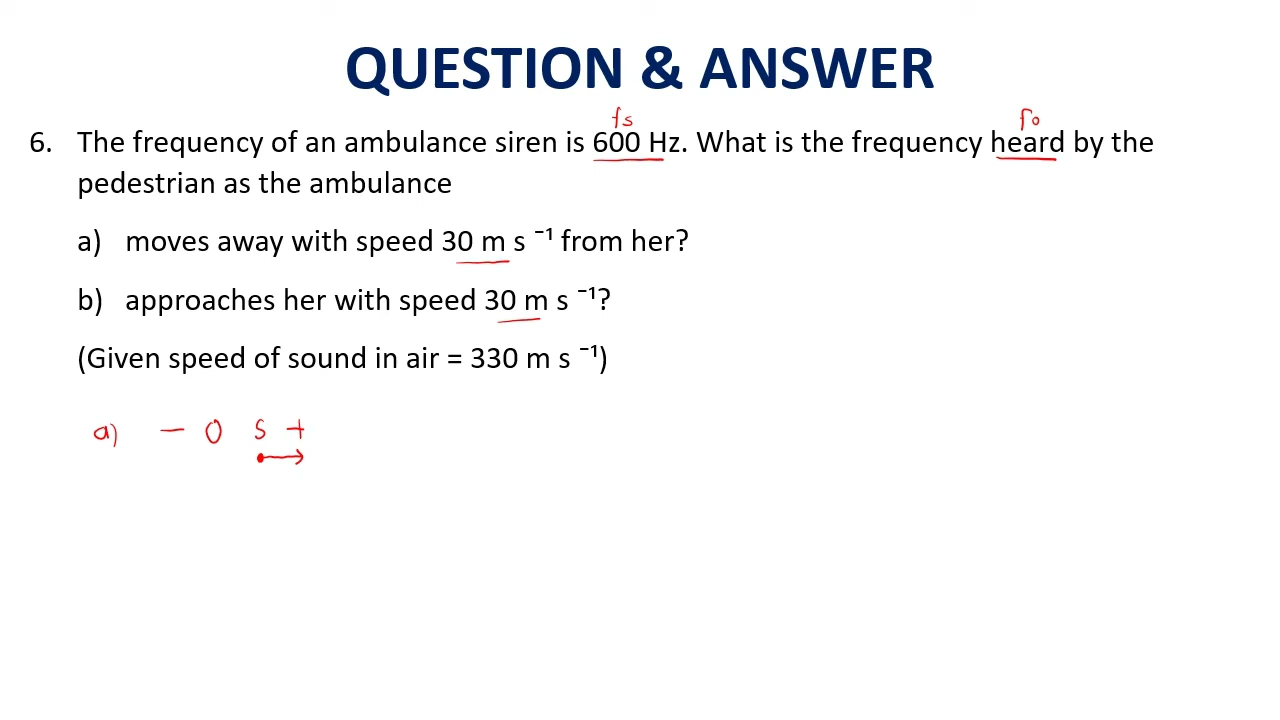 QUESTION & ANSWER
fs fo
6. The frequency of an ambulance siren is 600 Hz. What is the frequency heard by the
pedestrian as the ambulance
a) moves away with speed 30 m s ⁻¹ from her?
b) approaches her with speed 30 m s ⁻¹?
(Given speed of sound in air = 330 m s ⁻¹)
a) − O S +